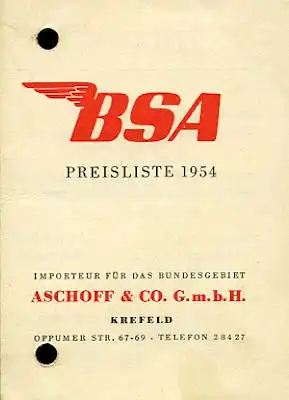 BSA
PREISLISTE 1954
IMPORTEUR FÜR DAS BUNDESGEBIET
ASCHOFF & CO. G.m.b.H.
KREFELD
OPPUMER STR. 67-69 · TELEFON 28427